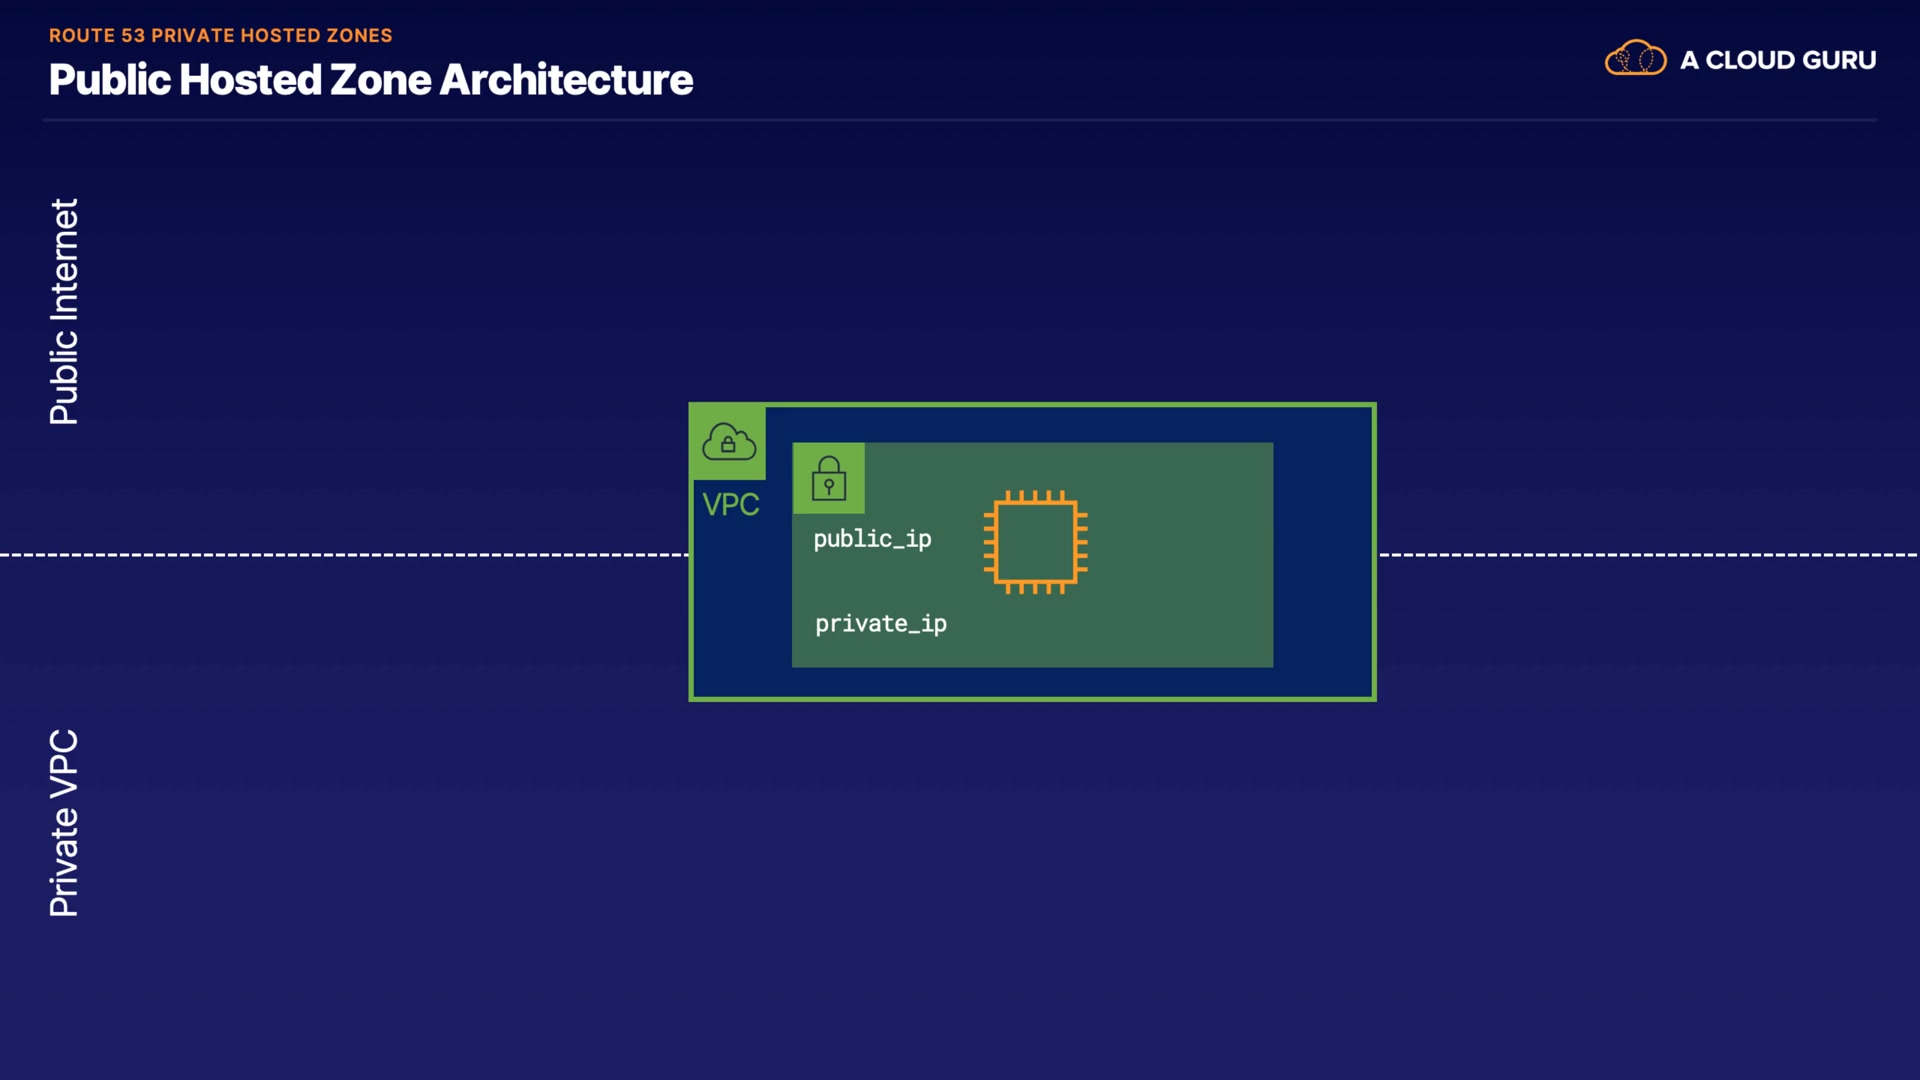 ROUTE 53 PRIVATE HOSTED ZONES
Public Hosted Zone Architecture
A CLOUD GURU
Public Internet
VPC
public_ip
private_ip
Private VPC